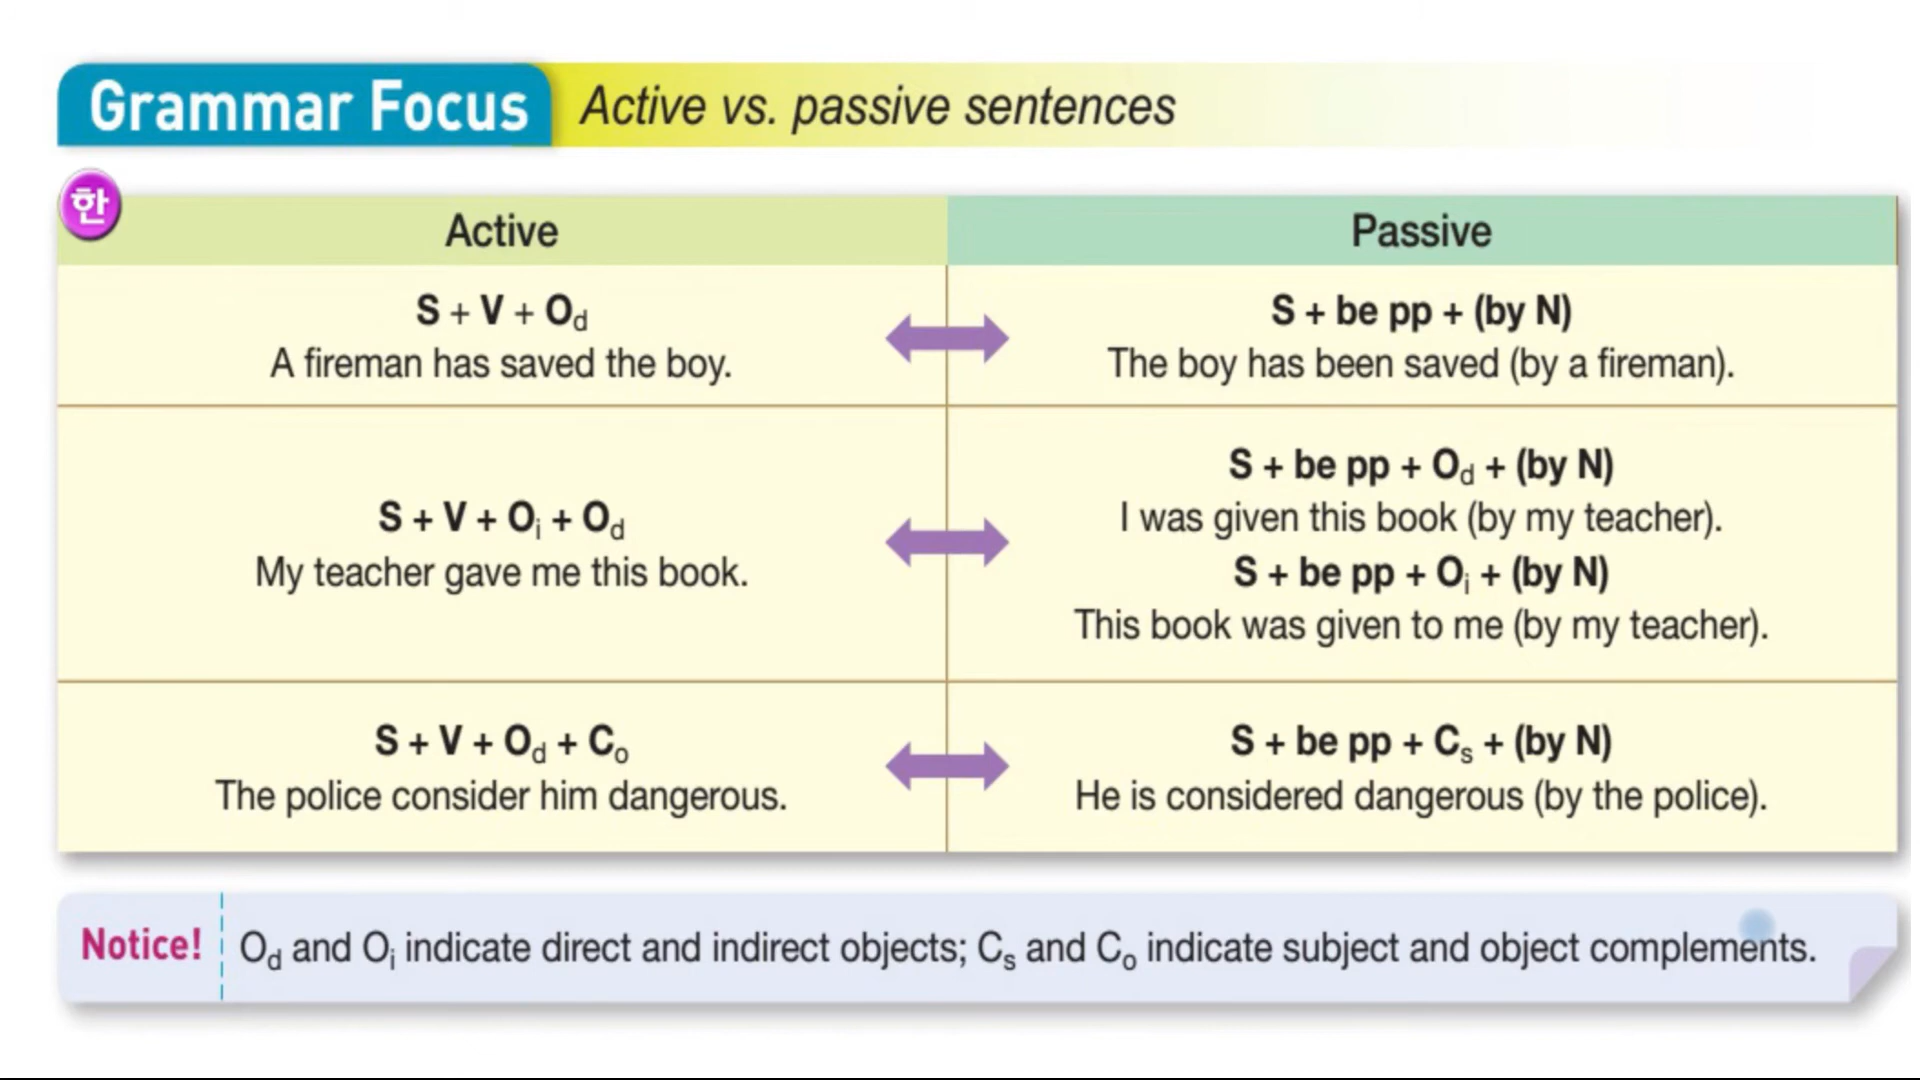 Grammar Focus Active vs. passive sentences
한
Active Passive
S + V + Od
A fireman has saved the boy.
S + be pp + (by N)
The boy has been saved (by a fireman).
S + V + Oi + Od
My teacher gave me this book.
S + be pp + Od + (by N)
I was given this book (by my teacher).
S + be pp + Oi + (by N)
This book was given to me (by my teacher).
S + V + Od + Co
The police consider him dangerous.
S + be pp + Cs + (by N)
He is considered dangerous (by the police).
Notice! Od and Oi indicate direct and indirect objects; Cs and Co indicate subject and object complements.